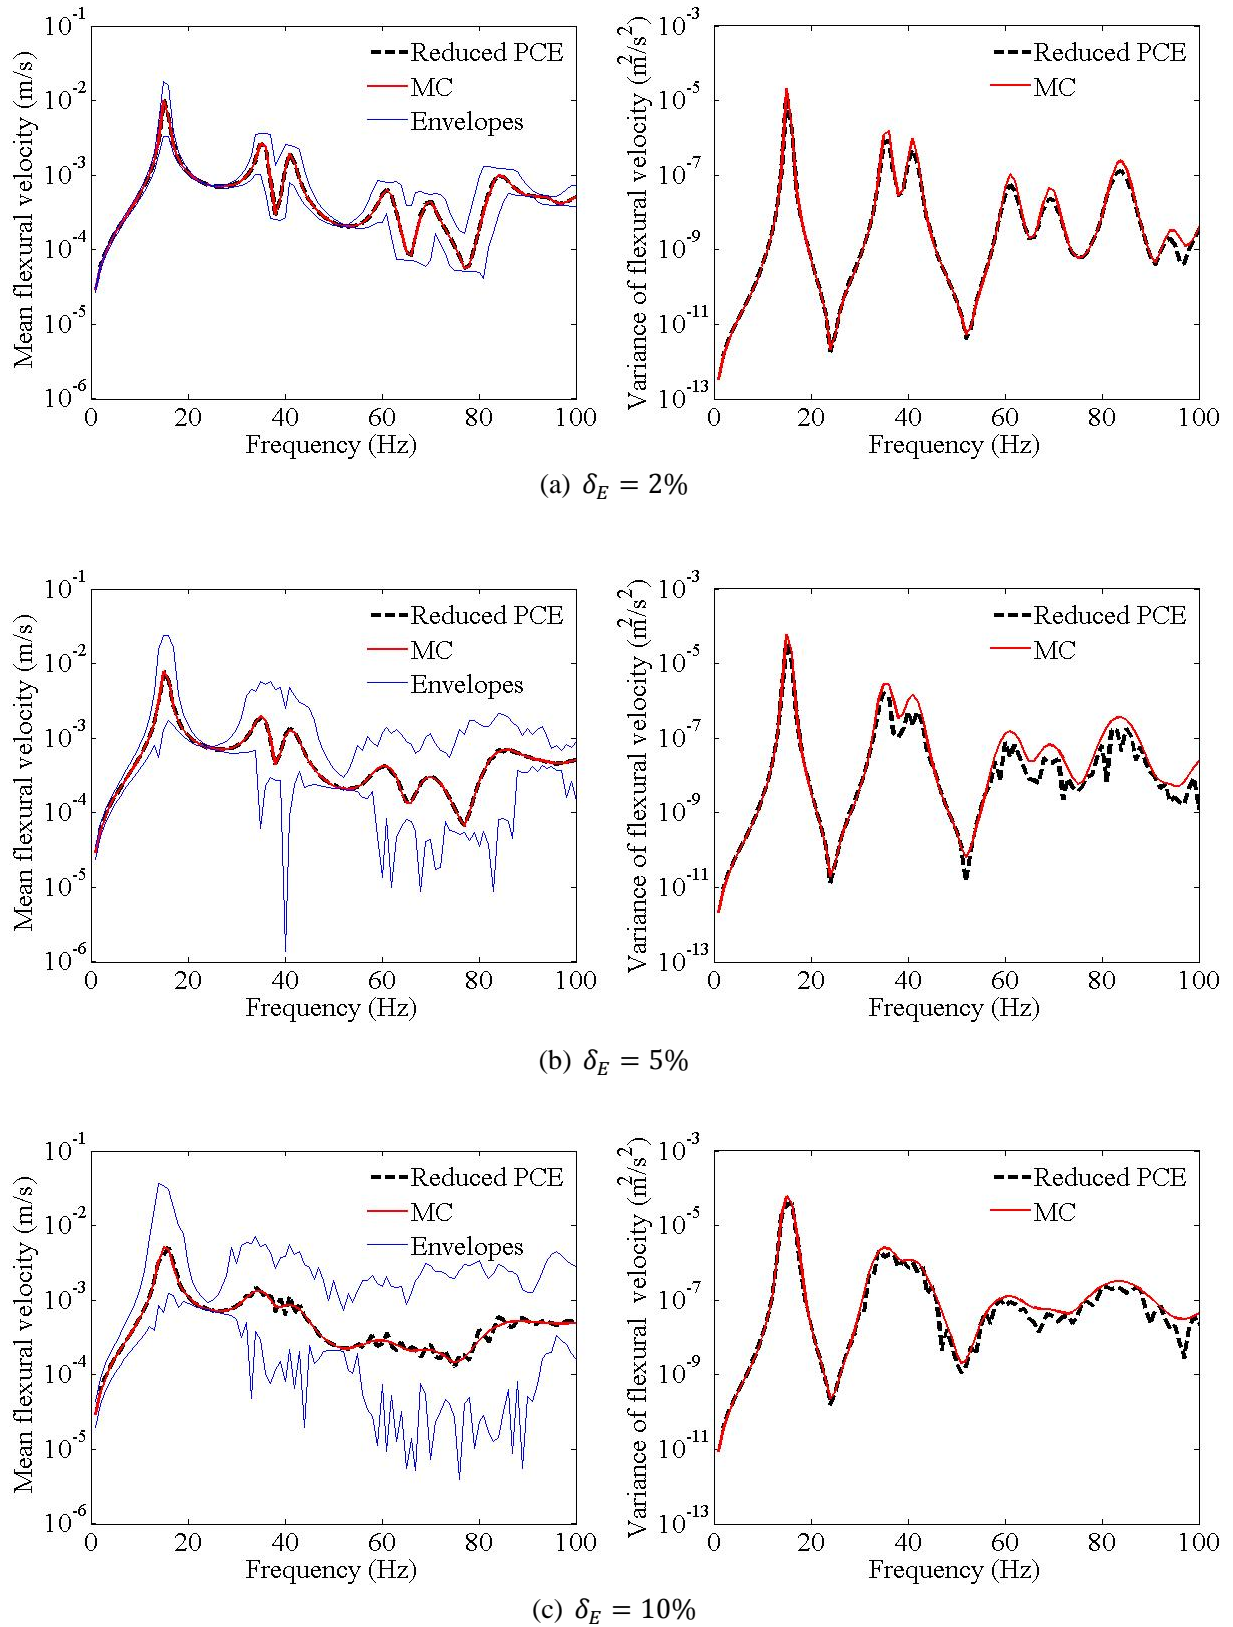 10⁻¹
10⁻²
10⁻³
10⁻⁴
10⁻⁵
10⁻⁶
Mean flexural velocity (m/s)
Reduced PCE
MC
Envelopes
0 20 40 60 80 100
Frequency (Hz)
10⁻³
10⁻⁵
10⁻⁷
10⁻⁹
10⁻¹¹
10⁻¹³
Variance of flexural velocity (m²/s²)
Reduced PCE
MC
0 20 40 60 80 100
Frequency (Hz)
(a) δ_E = 2%
10⁻¹
10⁻²
10⁻³
10⁻⁴
10⁻⁵
10⁻⁶
Mean flexural velocity (m/s)
Reduced PCE
MC
Envelopes
0 20 40 60 80 100
Frequency (Hz)
10⁻³
10⁻⁵
10⁻⁷
10⁻⁹
10⁻¹¹
10⁻¹³
Variance of flexural velocity (m²/s²)
Reduced PCE
MC
0 20 40 60 80 100
Frequency (Hz)
(b) δ_E = 5%
10⁻¹
10⁻²
10⁻³
10⁻⁴
10⁻⁵
10⁻⁶
Mean flexural velocity (m/s)
Reduced PCE
MC
Envelopes
0 20 40 60 80 100
Frequency (Hz)
10⁻³
10⁻⁵
10⁻⁷
10⁻⁹
10⁻¹¹
10⁻¹³
Variance of flexural velocity (m²/s²)
Reduced PCE
MC
0 20 40 60 80 100
Frequency (Hz)
(c) δ_E = 10%